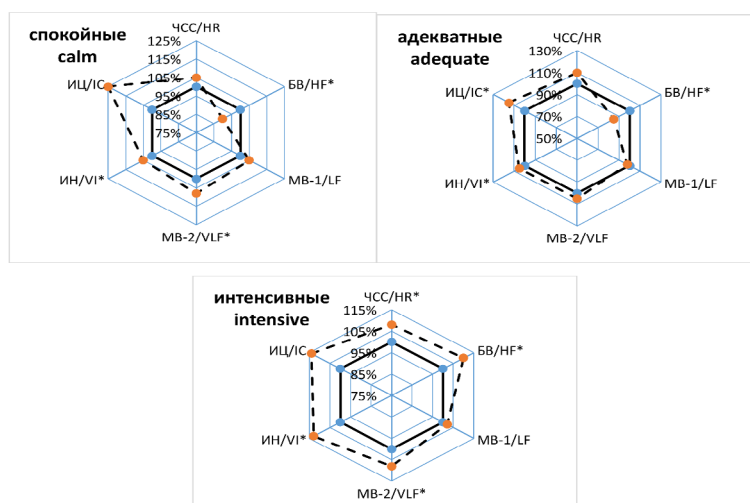 спокойные
calm
ЧСС/HR
125%
115%
105%
95%
85%
75%
БВ/HF*
МВ-1/LF
МВ-2/VLF*
ИН/VI*
ИЦ/IC
адекватные
adequate
ЧСС/HR
130%
110%
90%
70%
50%
БВ/HF*
МВ-1/LF
МВ-2/VLF
ИН/VI*
ИЦ/IC*
интенсивные
intensive
ЧСС/HR*
115%
105%
95%
85%
75%
БВ/HF*
МВ-1/LF
МВ-2/VLF*
ИН/VI*
ИЦ/IC